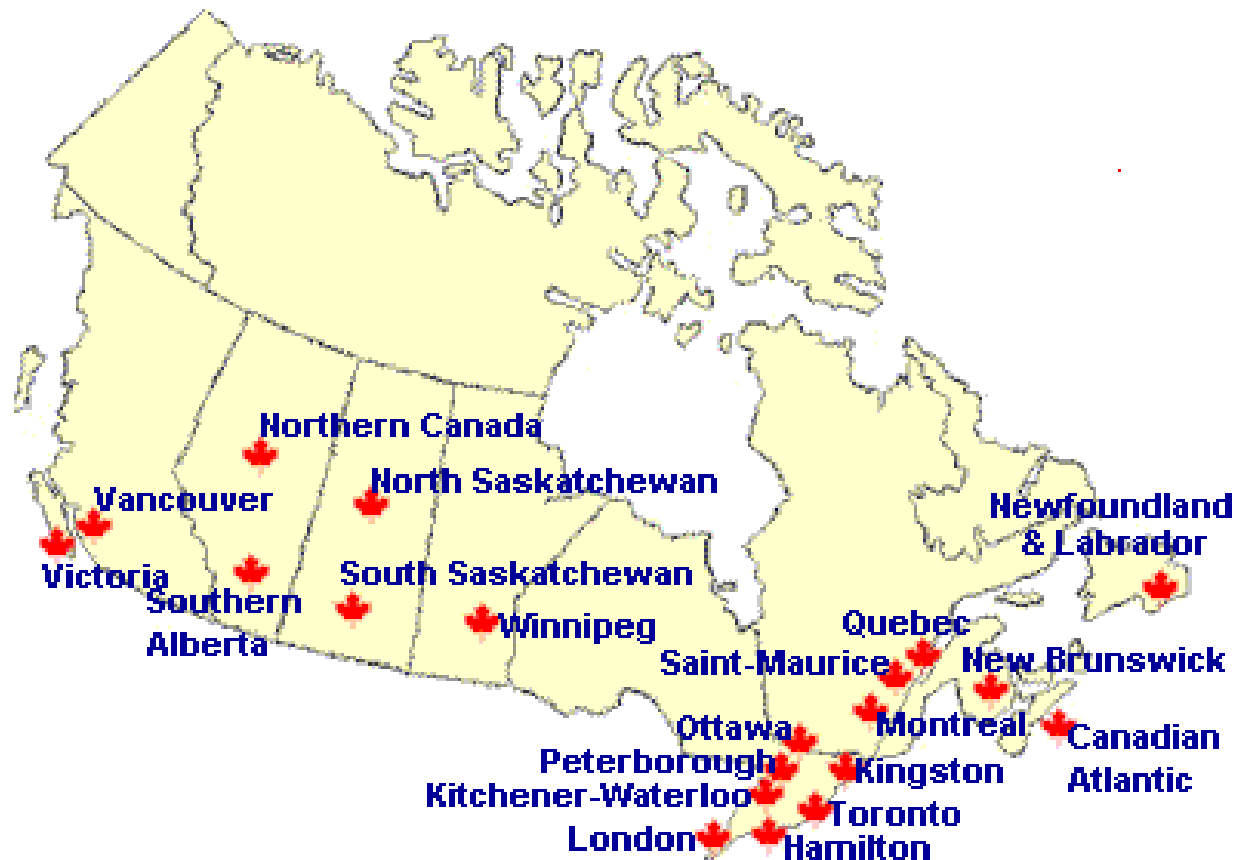 Northern Canada
North Saskatchewan
Vancouver
Newfoundland
& Labrador
Victoria
South Saskatchewan
Southern
Alberta
Winnipeg
Quebec
Saint-Maurice
New Brunswick
Ottawa
Montreal
Canadian
Atlantic
Peterborough
Kingston
Kitchener-Waterloo
Toronto
London
Hamilton